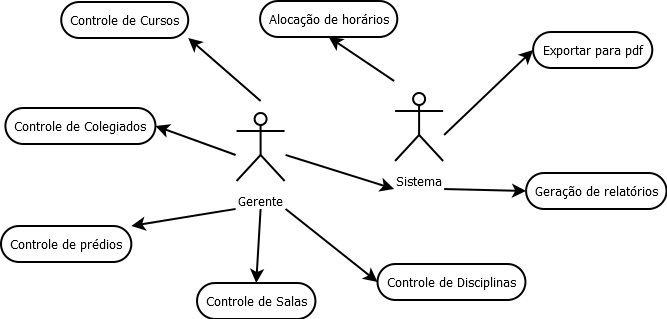 Controle de Cursos
Alocação de horários
Exportar para pdf
Controle de Colegiados
Sistema
Geração de relatórios
Gerente
Controle de prédios
Controle de Disciplinas
Controle de Salas